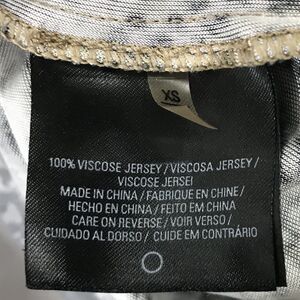 XS
100% VISCOSE JERSEY / VISCOSA JERSEY /
VISCOSE JERSEI
MADE IN CHINA / FABRIQUE EN CHINE /
HECHO EN CHINA / FEITO EM CHINA
CARE ON REVERSE / VOIR VERSO /
CUIDADO AL DORSO / CUIDE EM CONTRÁRIO